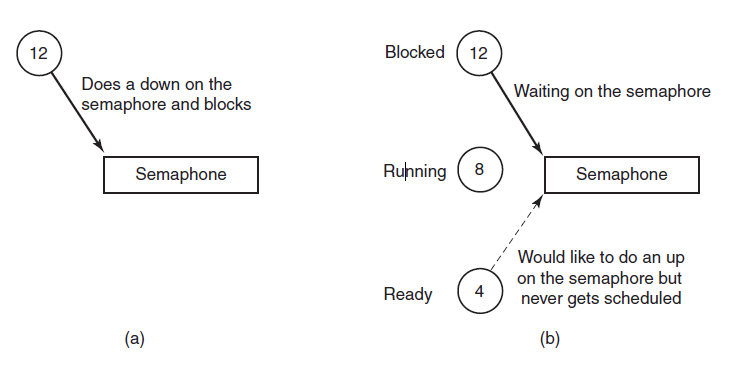 12
Does a down on the
semaphore and blocks
Semaphone
(a)
Blocked
12
Waiting on the semaphore
Running
8
Semaphone
Would like to do an up
on the semaphore but
never gets scheduled
Ready
4
(b)